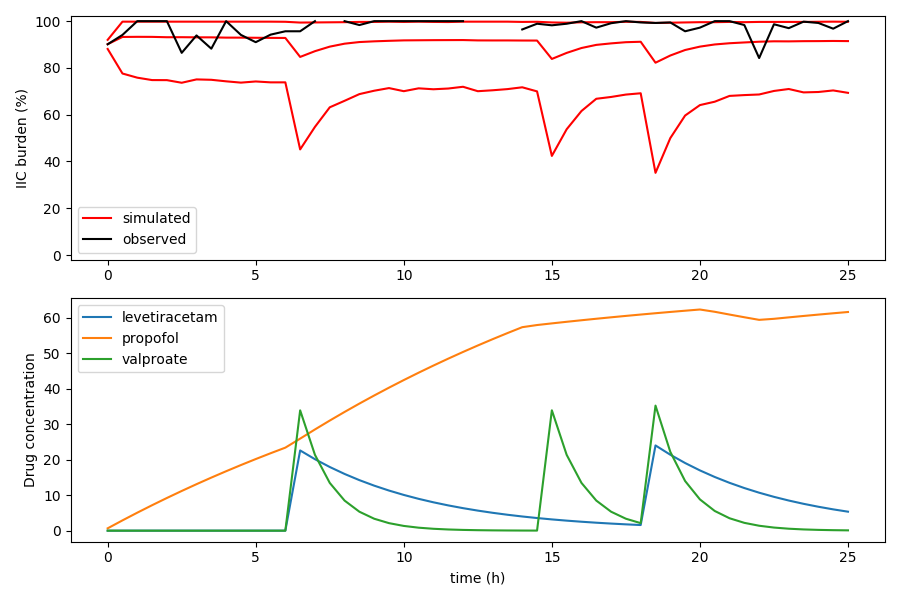 100
80
60
40
20
0
IIC burden (%)
simulated
observed
0 5 10 15 20 25
60
50
40
30
20
10
0
Drug concentration
levetiracetam
propofol
valproate
0 5 10 15 20 25
time (h)